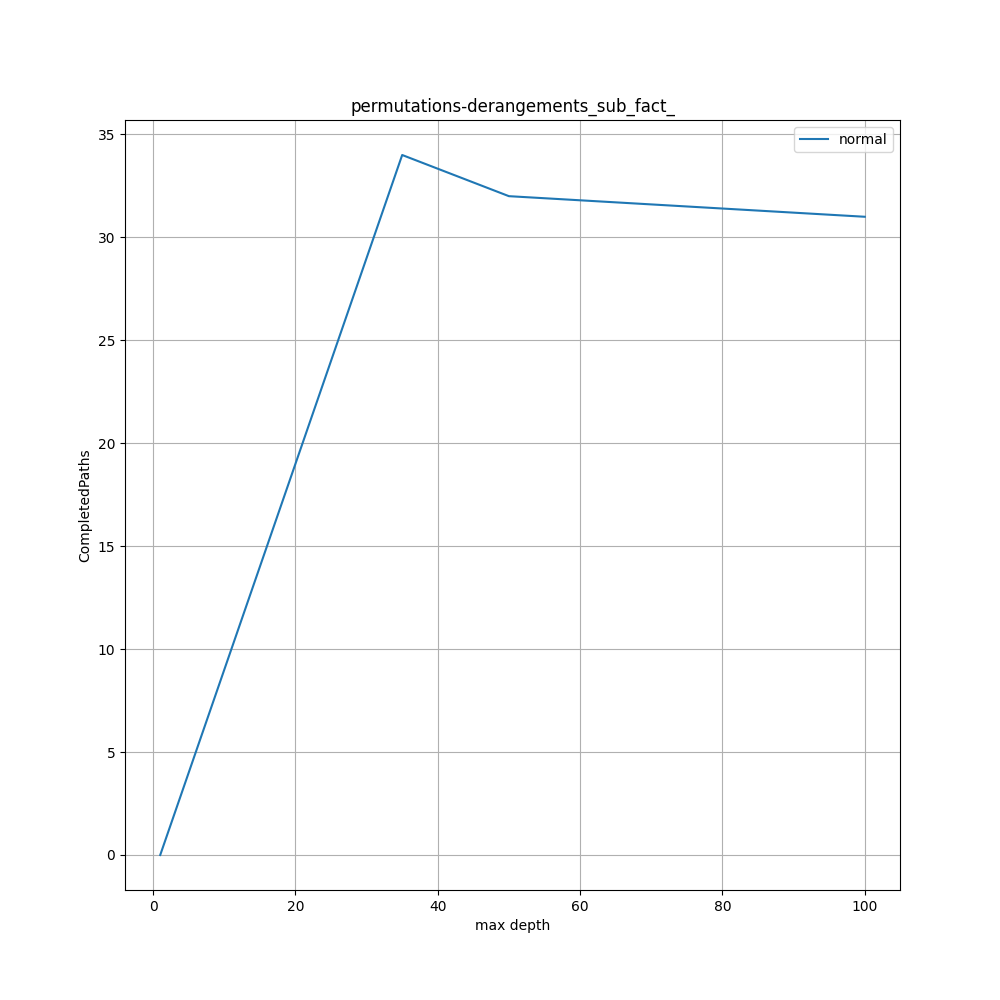 permutations-derangements_sub_fact_
normal
35
30
25
20
15
10
5
0
CompletedPaths
0 20 40 60 80 100
max depth